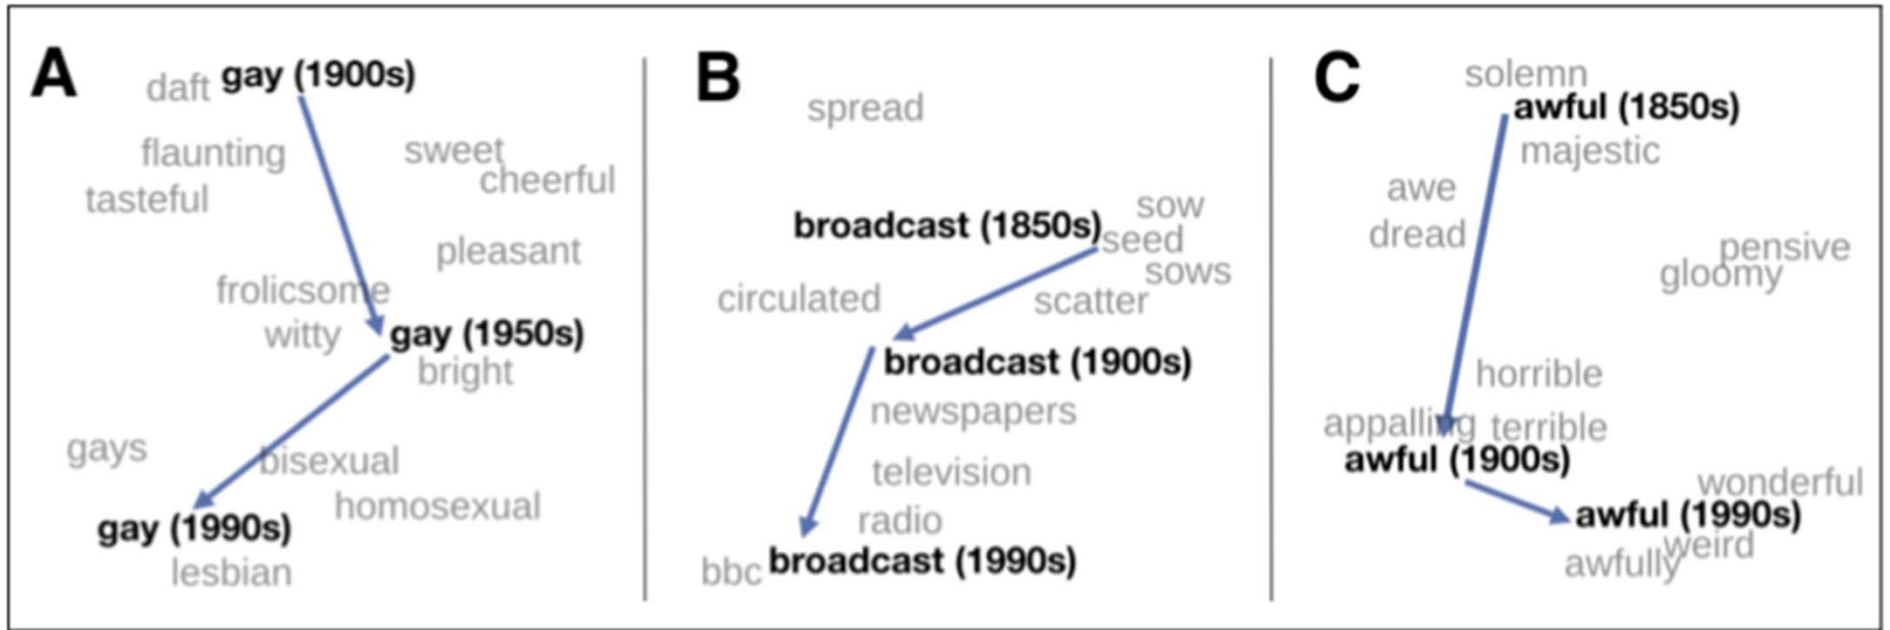 A
daft gay (1900s)
flaunting
sweet
cheerful
tasteful
pleasant
frolicsome
witty
gay (1950s)
bright
gays
bisexual
homosexual
gay (1990s)
lesbian
B
spread
sow
broadcast (1850s)
seed
sows
circulated
scatter
broadcast (1900s)
newspapers
television
radio
bbc broadcast (1990s)
C
solemn
awful (1850s)
majestic
awe
dread
pensive
gloomy
horrible
appalling terrible
awful (1900s)
wonderful
awful (1990s)
weird
awfully